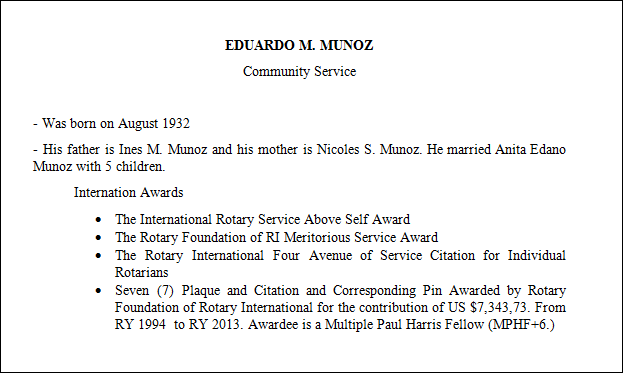 EDUARDO M. MUNOZ
Community Service
- Was born on August 1932
- His father is Ines M. Munoz and his mother is Nicoles S. Munoz. He married Anita Edano
Munoz with 5 children.
Internation Awards
• The International Rotary Service Above Self Award
• The Rotary Foundation of RI Meritorious Service Award
• The Rotary International Four Avenue of Service Citation for Individual
Rotarians
• Seven (7) Plaque and Citation and Corresponding Pin Awarded by Rotary
Foundation of Rotary International for the contribution of US $7,343,73. From
RY 1994 to RY 2013. Awardee is a Multiple Paul Harris Fellow (MPHF+6.)